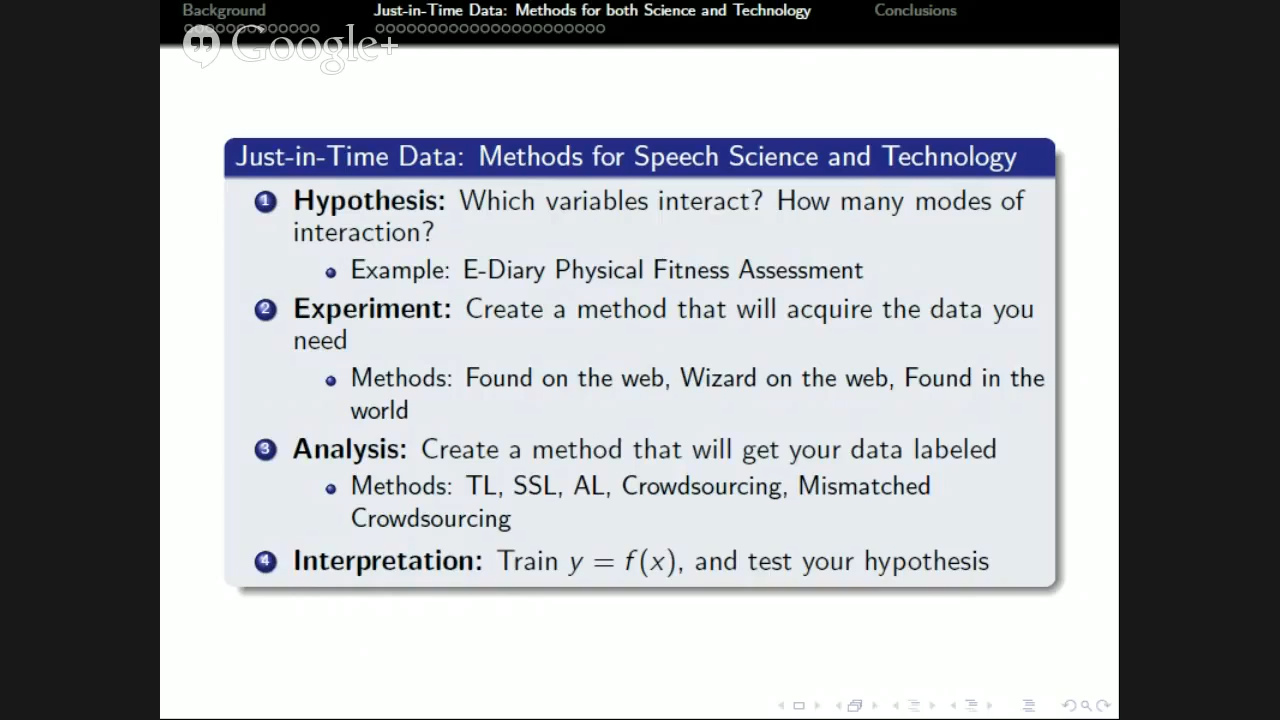 Background
Just-in-Time Data: Methods for both Science and Technology
Conclusions
Google+
Just-in-Time Data: Methods for Speech Science and Technology
1 Hypothesis: Which variables interact? How many modes of
interaction?
• Example: E-Diary Physical Fitness Assessment
2 Experiment: Create a method that will acquire the data you
need
• Methods: Found on the web, Wizard on the web, Found in the
world
3 Analysis: Create a method that will get your data labeled
• Methods: TL, SSL, AL, Crowdsourcing, Mismatched
Crowdsourcing
4 Interpretation: Train y = f(x), and test your hypothesis